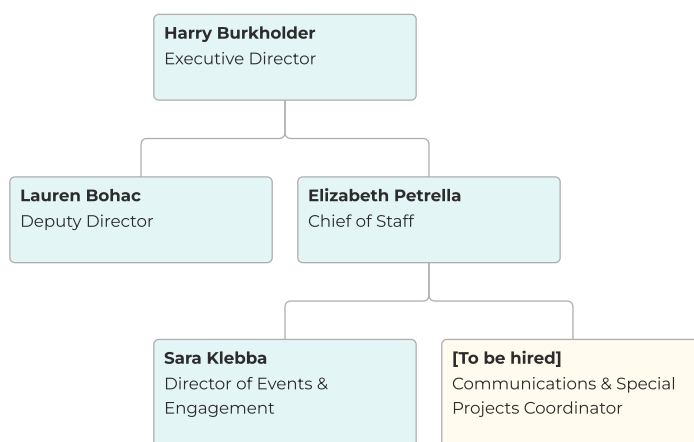 Harry Burkholder
Executive Director
Lauren Bohac
Deputy Director
Elizabeth Petrella
Chief of Staff
Sara Klebba
Director of Events &
Engagement
[To be hired]
Communications & Special
Projects Coordinator